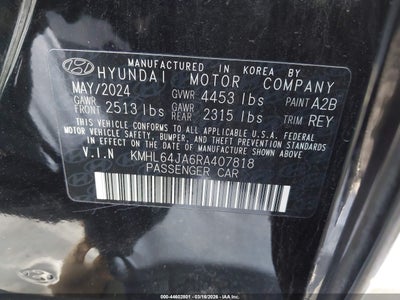 MANUFACTURED IN KOREA BY
HYUNDAI MOTOR COMPANY
MAY/2024 GVWR 4453 lbs PAINT A2B
GAWR FRONT 2513 lbs GAWR REAR 2315 lbs TRIM REY
THIS VEHICLE CONFORMS TO ALL APPLICABLE U.S. FEDERAL
MOTOR VEHICLE SAFETY, BUMPER, AND THEFT PREVENTION STANDARDS
IN EFFECT ON THE DATE OF MANUFACTURE SHOWN ABOVE.
V.I.N KMHL64JA6RA407818
PASSENGER CAR
000-44602801 - 03/18/2026 - © IAA, LLC